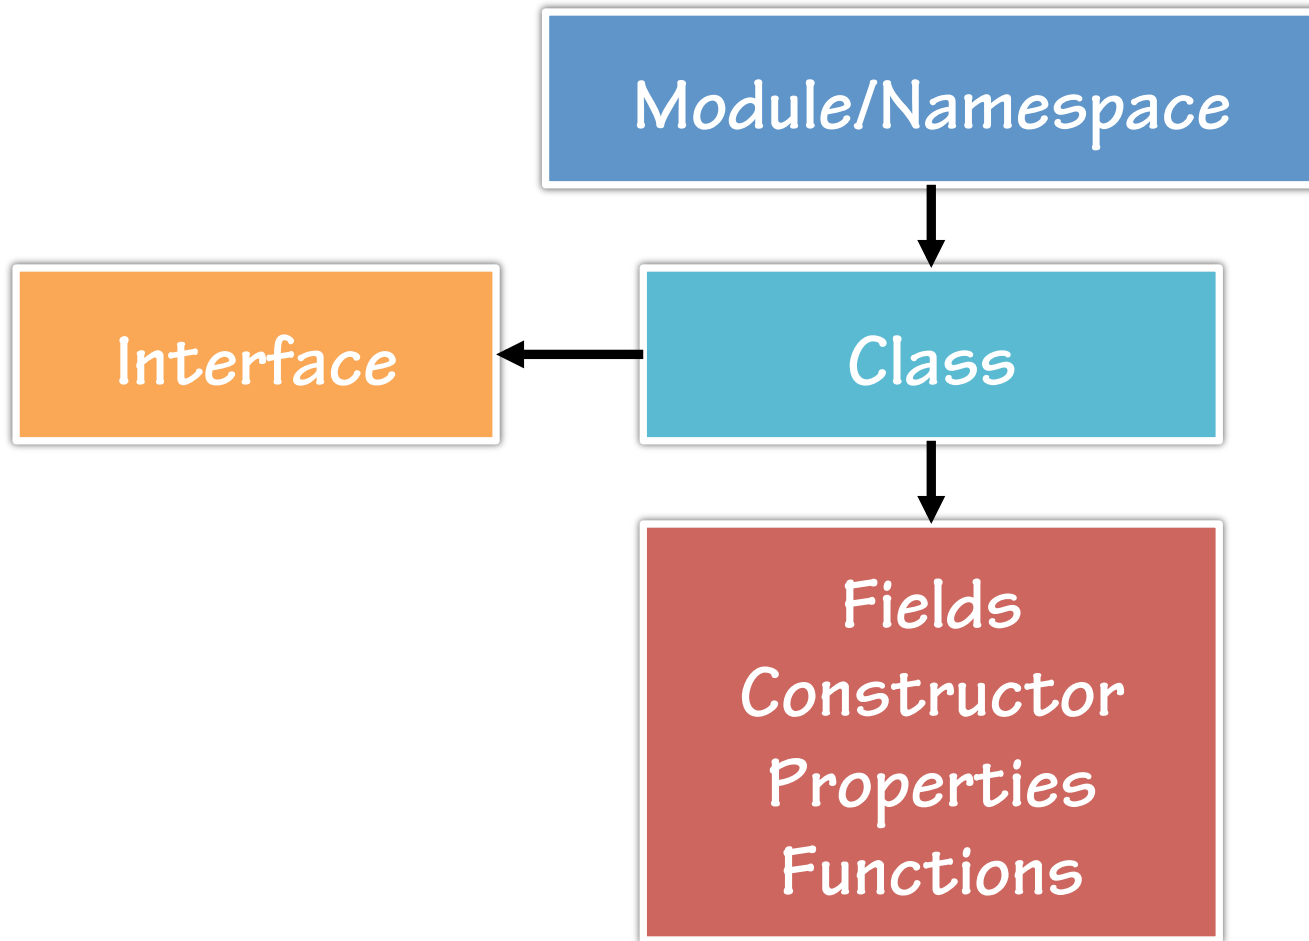 Module/Namespace
Interface
Class
Fields
Constructor
Properties
Functions